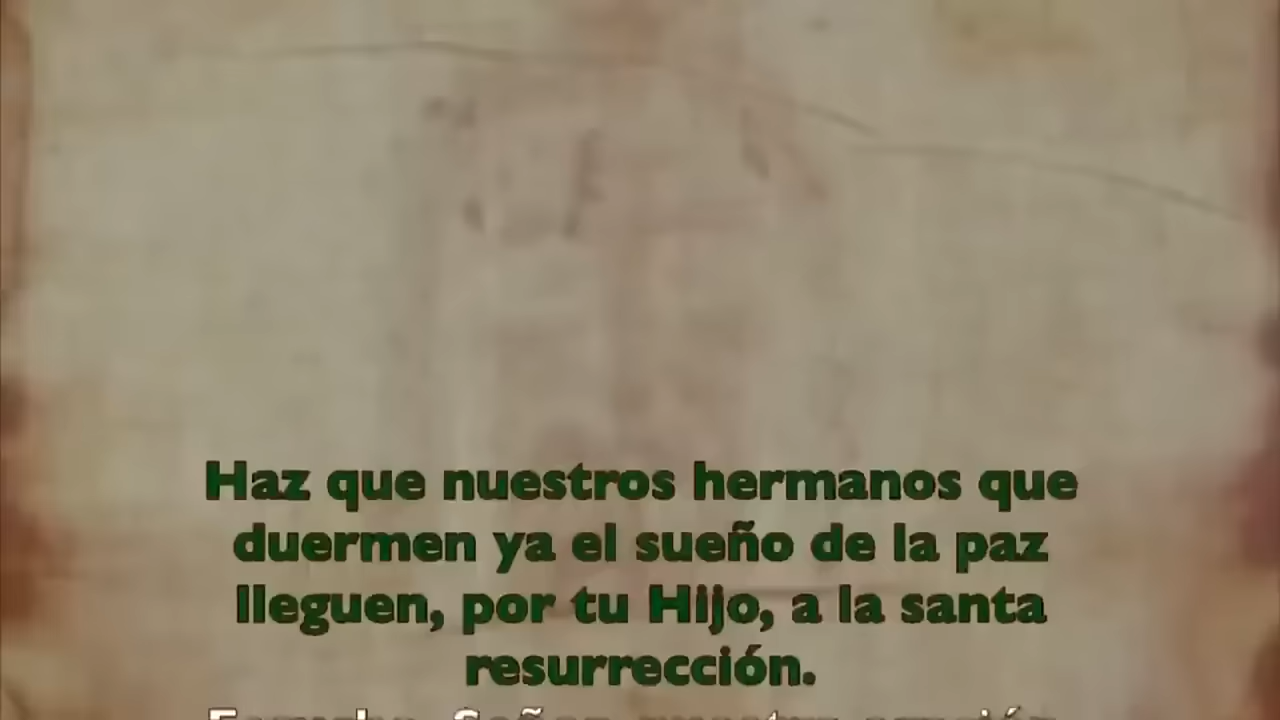 Haz que nuestros hermanos que
duermen ya el sueño de la paz
lleguen, por tu Hijo, a la santa
resurrección.